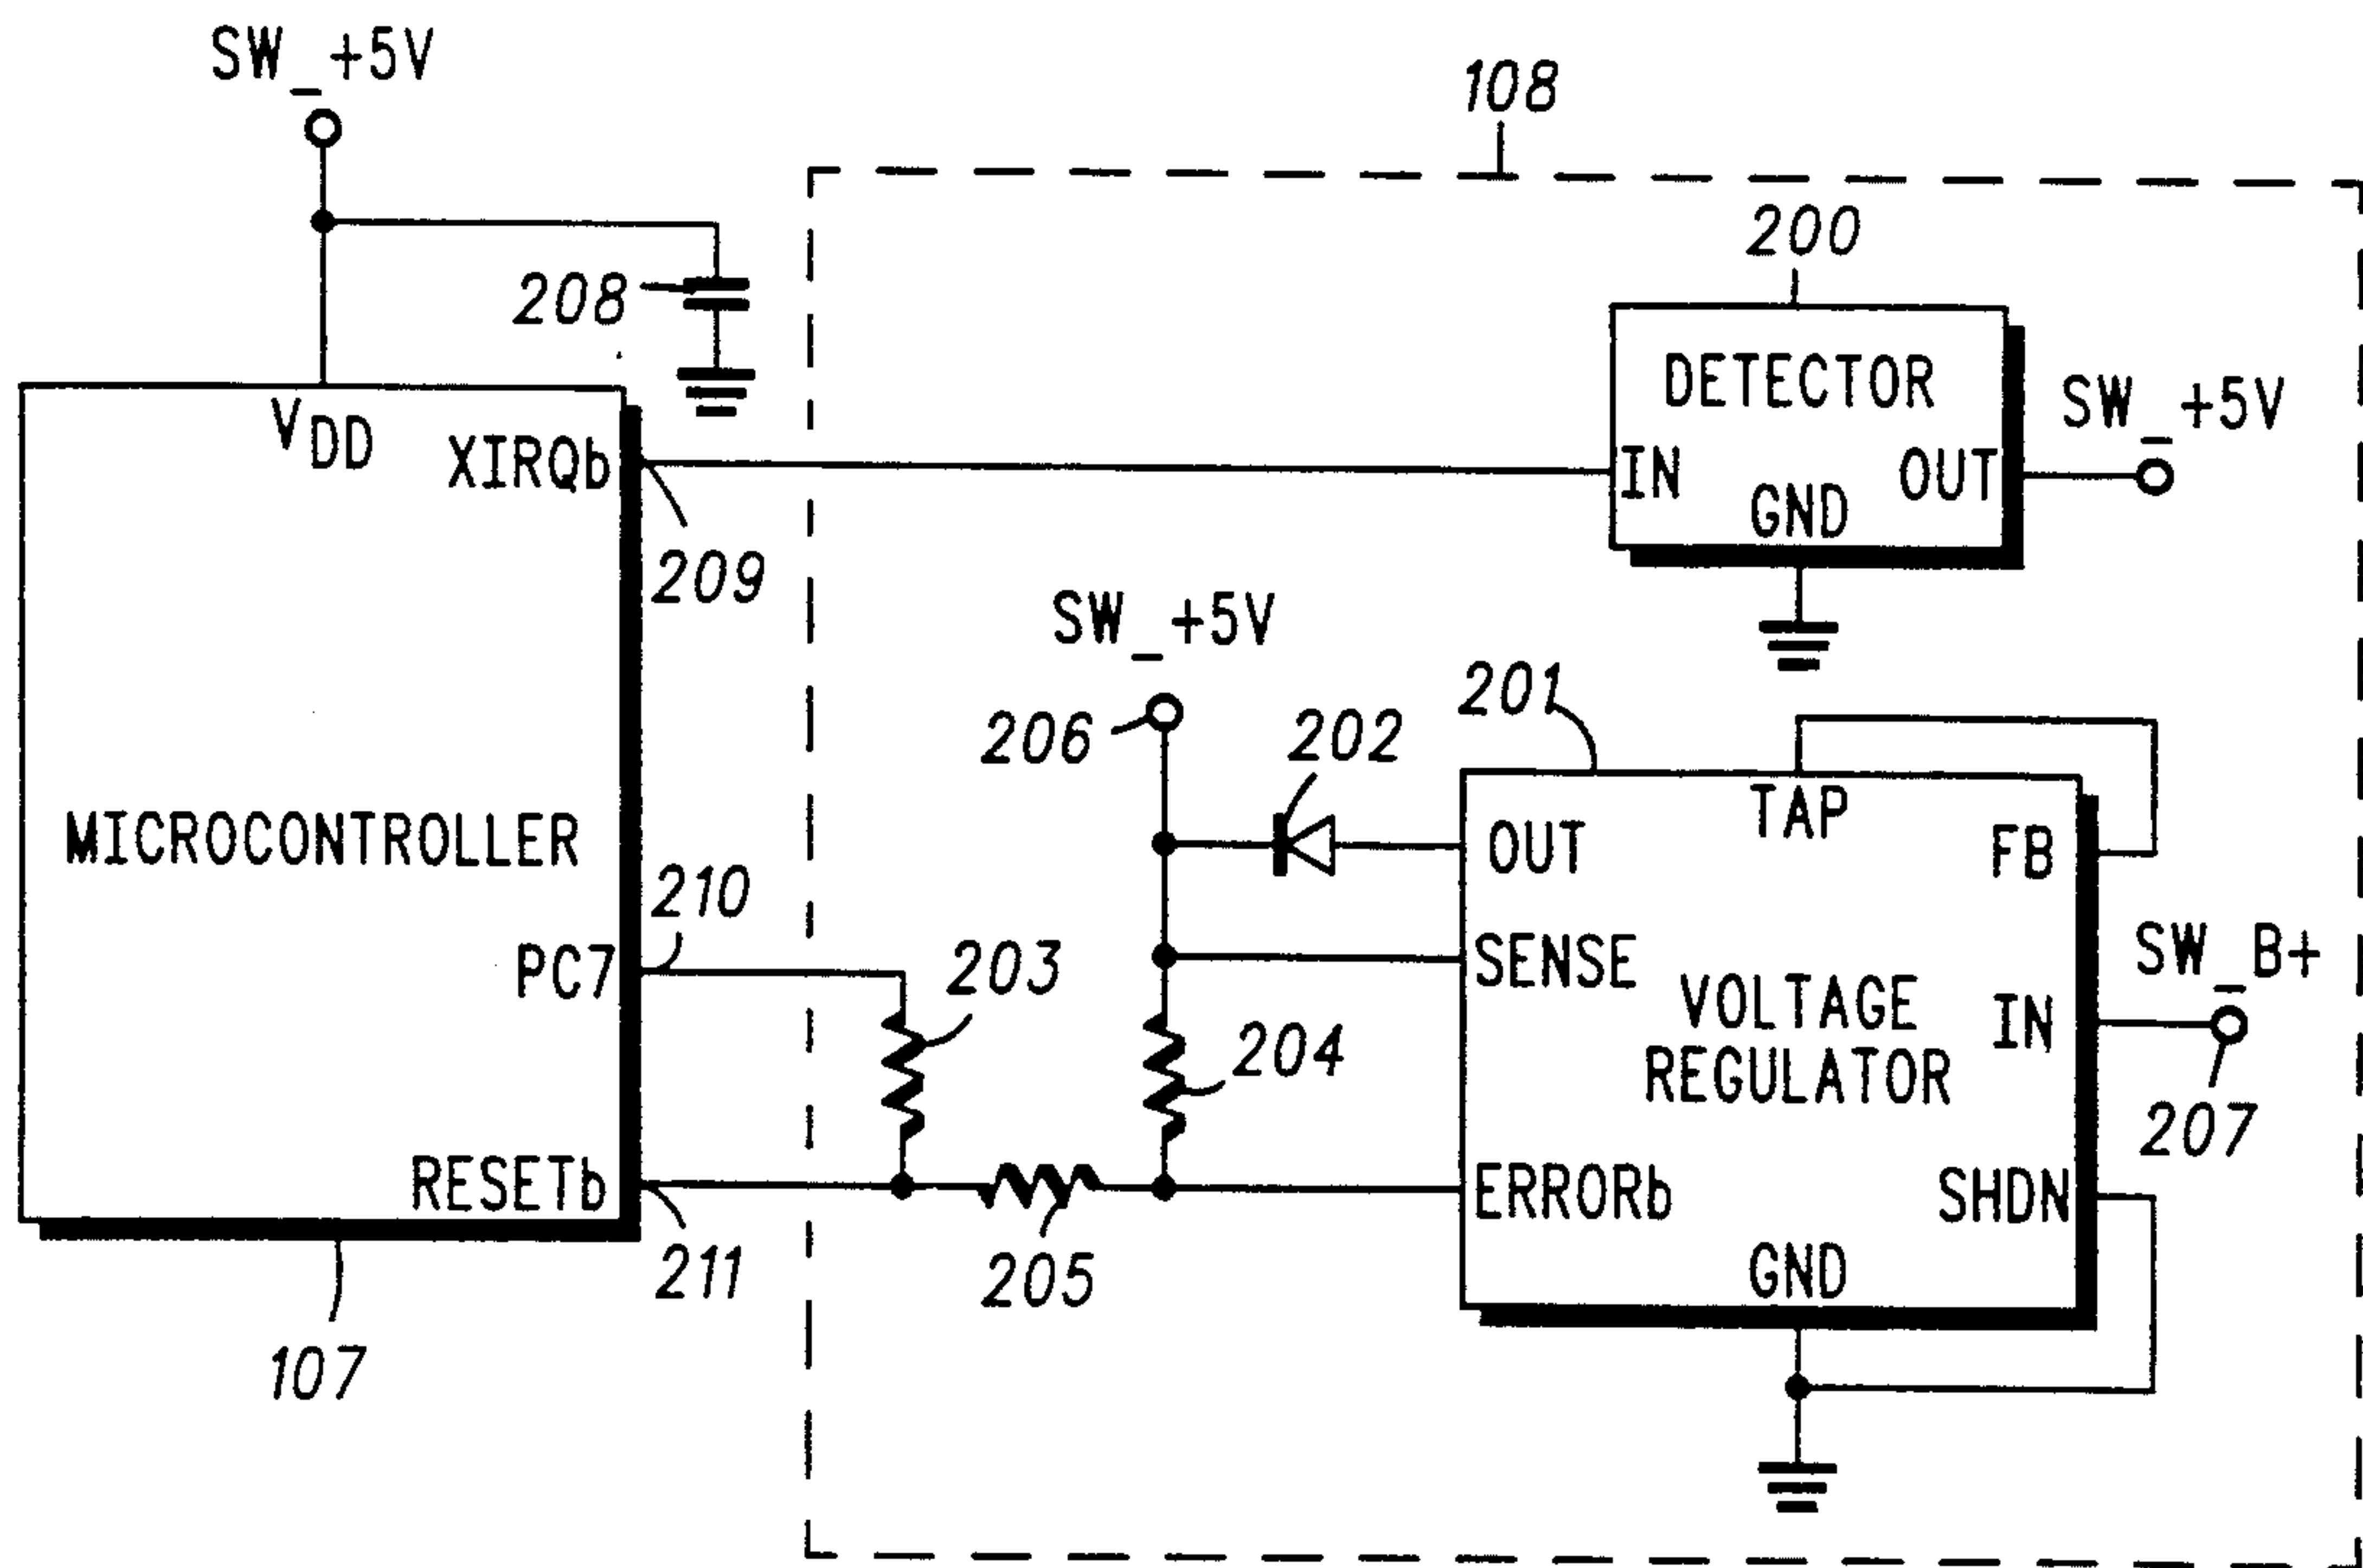 SW_+5V
108
200
208
DETECTOR
SW_+5V
VDD
XIRQb
IN
OUT
GND
209
SW_+5V
201
206
202
TAP
OUT
FB
MICROCONTROLLER
210
SW_B+
PC7
203
SENSE
VOLTAGE
REGULATOR
IN
204
207
RESETb
ERRORb
SHDN
211
205
GND
107